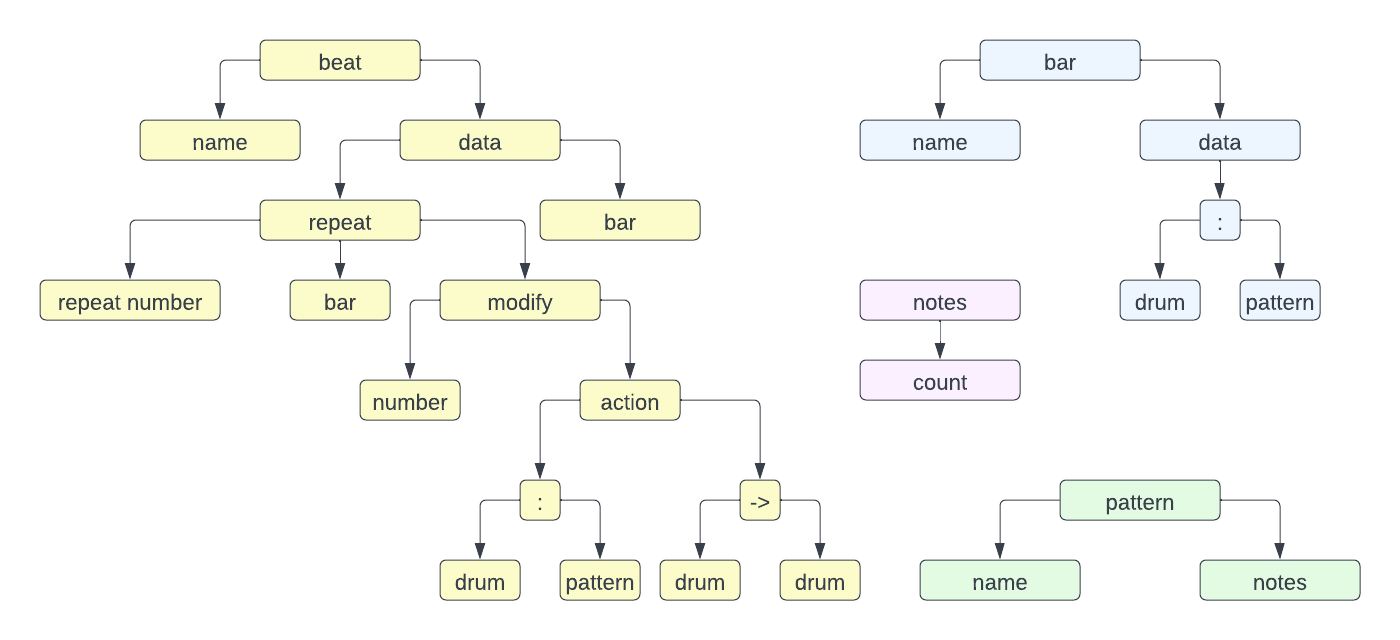 beat
bar
name
data
name
data
repeat
bar
:
repeat number
bar
modify
notes
drum
pattern
number
action
count
:
->
pattern
drum
pattern
drum
drum
name
notes